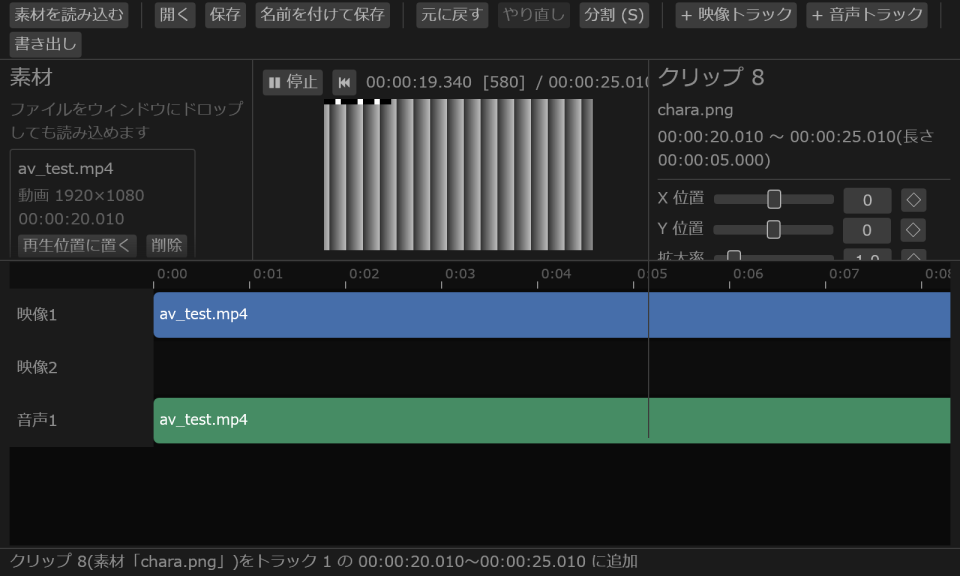 素材を読み込む 開く 保存 名前を付けて保存 元に戻す やり直し 分割 (S) + 映像トラック + 音声トラック
書き出し
素材
ファイルをウィンドウにドロップ
しても読み込めます
av_test.mp4
動画 1920×1080
00:00:20.010
再生位置に置く 削除
停止 00:00:19.340 [580] / 00:00:25.010
クリップ 8
chara.png
00:00:20.010 〜 00:00:25.010(長さ
00:00:05.000)
X 位置 0
Y 位置 0
拡大率 1.0
0:00 0:01 0:02 0:03 0:04 0:05 0:06 0:07 0:08
映像1 av_test.mp4
映像2
音声1 av_test.mp4
クリップ 8(素材「chara.png」)をトラック 1 の 00:00:20.010〜00:00:25.010 に追加